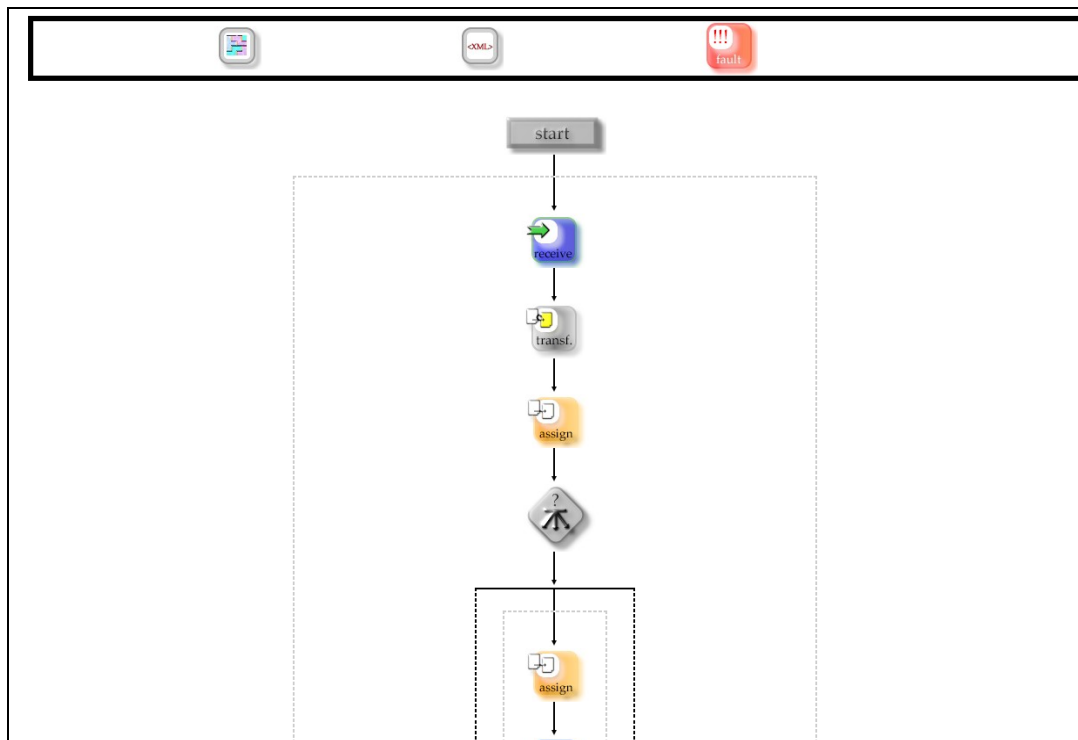 <XML>
!!!
fault
start
receive
transf.
assign
?
assign